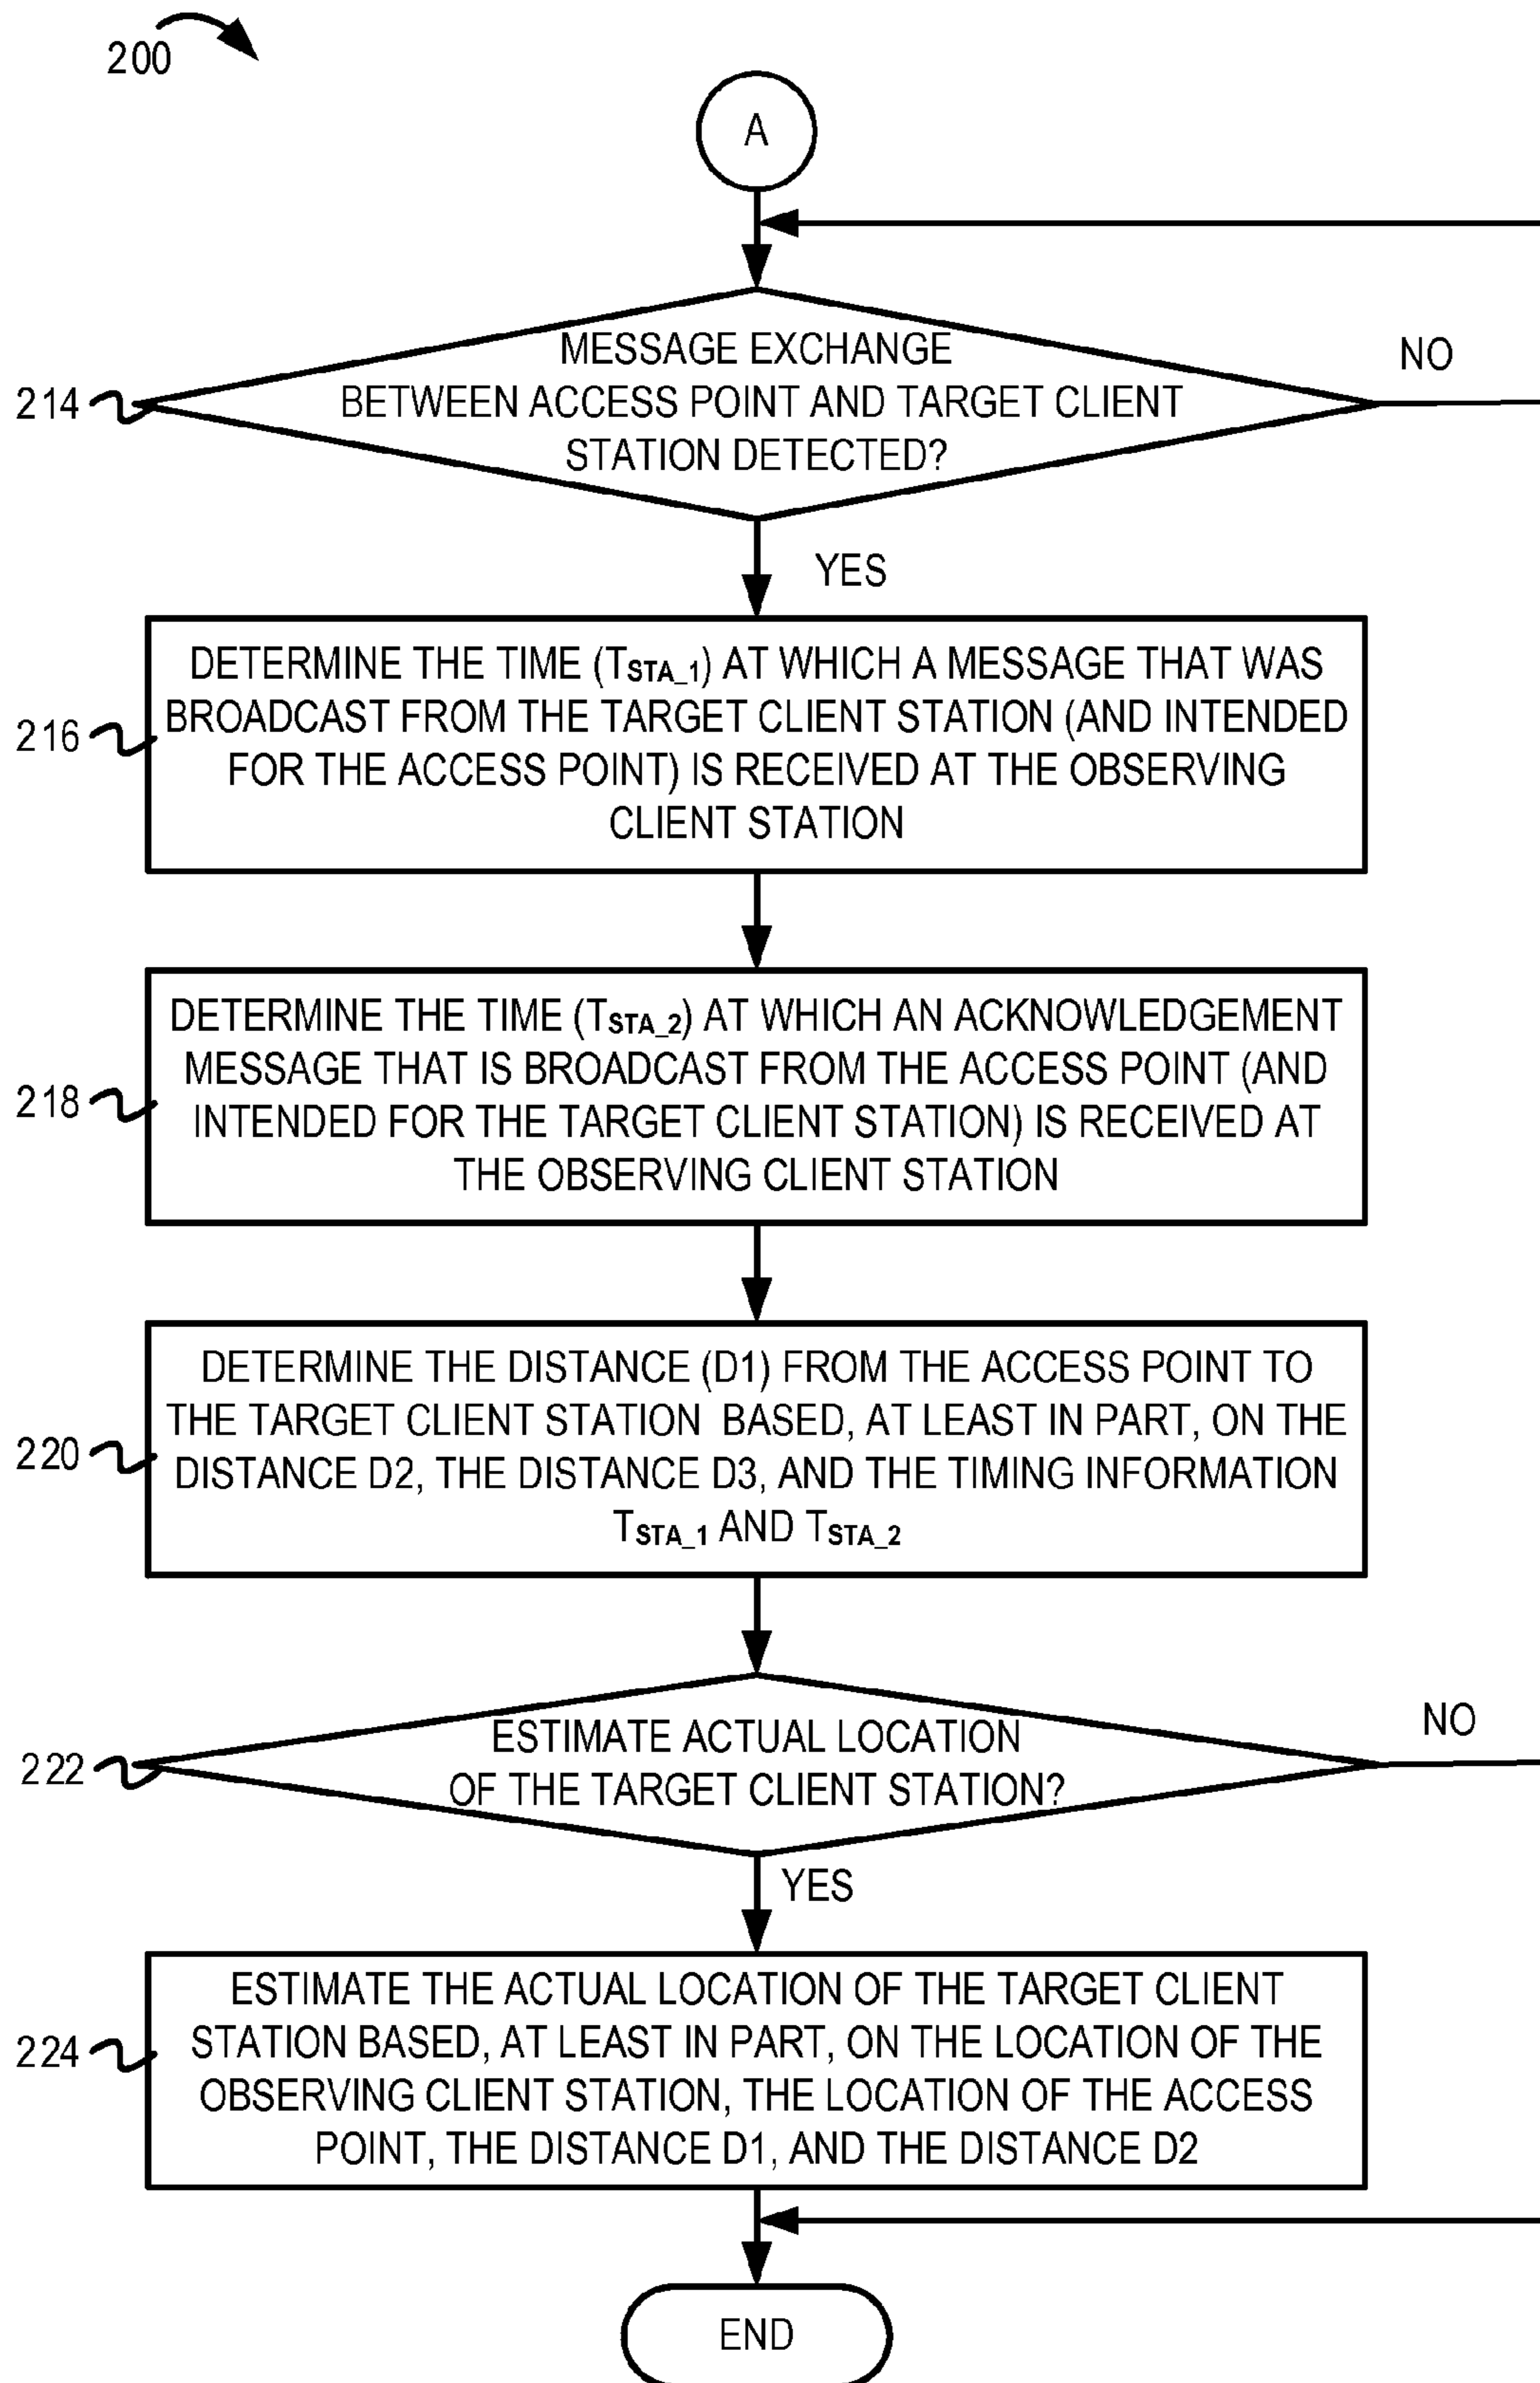 200
A
MESSAGE EXCHANGE
BETWEEN ACCESS POINT AND TARGET CLIENT
STATION DETECTED?
NO
214
YES
DETERMINE THE TIME (TSTA_1) AT WHICH A MESSAGE THAT WAS
BROADCAST FROM THE TARGET CLIENT STATION (AND INTENDED
FOR THE ACCESS POINT) IS RECEIVED AT THE OBSERVING
CLIENT STATION
216
DETERMINE THE TIME (TSTA_2) AT WHICH AN ACKNOWLEDGEMENT
MESSAGE THAT IS BROADCAST FROM THE ACCESS POINT (AND
INTENDED FOR THE TARGET CLIENT STATION) IS RECEIVED AT
THE OBSERVING CLIENT STATION
218
DETERMINE THE DISTANCE (D1) FROM THE ACCESS POINT TO
THE TARGET CLIENT STATION BASED, AT LEAST IN PART, ON THE
DISTANCE D2, THE DISTANCE D3, AND THE TIMING INFORMATION
TSTA_1 AND TSTA_2
220
ESTIMATE ACTUAL LOCATION
OF THE TARGET CLIENT STATION?
NO
222
YES
ESTIMATE THE ACTUAL LOCATION OF THE TARGET CLIENT
STATION BASED, AT LEAST IN PART, ON THE LOCATION OF THE
OBSERVING CLIENT STATION, THE LOCATION OF THE ACCESS
POINT, THE DISTANCE D1, AND THE DISTANCE D2
224
END